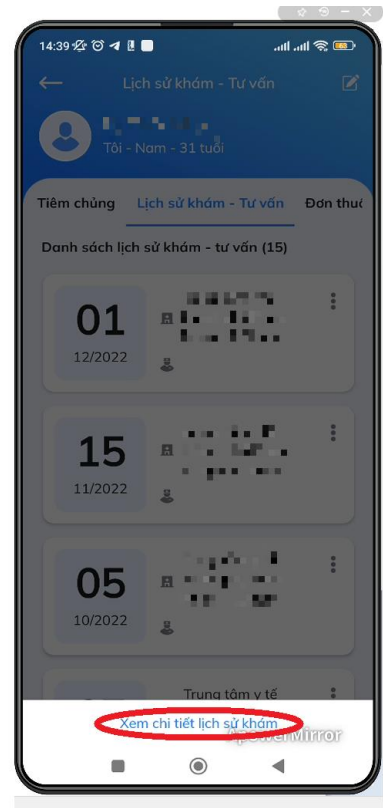 14:39
Lịch sử khám - Tư vấn
Tôi - Nam - 31 tuổi
Tiêm chủng Lịch sử khám - Tư vấn Đơn thuố
Danh sách lịch sử khám - tư vấn (15)
01
12/2022
15
11/2022
05
10/2022
Trung tâm y tế
Xem chi tiết lịch sử khám
ApowerMirror